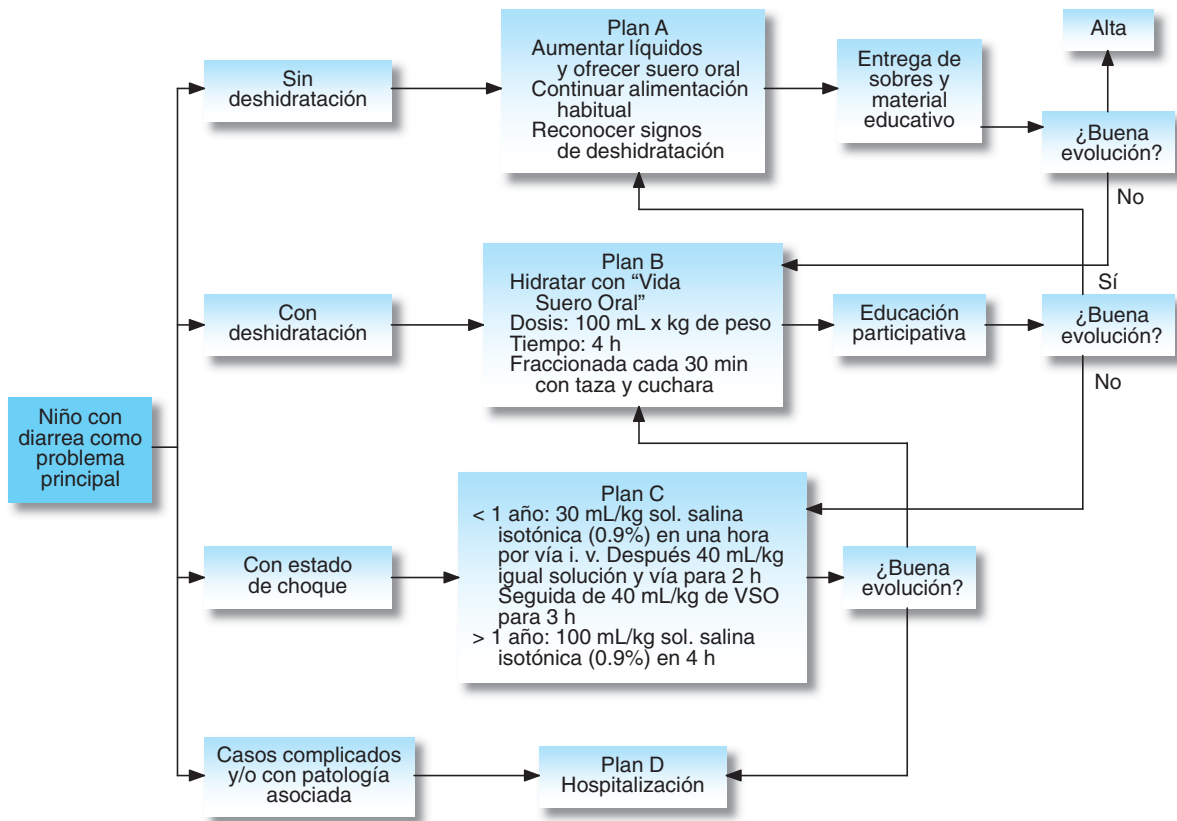 Niño con
diarrea como
problema
principal
Sin
deshidratación
Plan A
Aumentar líquidos
y ofrecer suero oral
Continuar alimentación
habitual
Reconocer signos
de deshidratación
Entrega de
sobres y
material
educativo
¿Buena
evolución?
Alta
No
Con
deshidratación
Plan B
Hidratar con “Vida
Suero Oral”
Dosis: 100 mL x kg de peso
Tiempo: 4 h
Fraccionada cada 30 min
con taza y cuchara
Educación
participativa
¿Buena
evolución?
Sí
No
Con estado
de choque
Plan C
< 1 año: 30 mL/kg sol. salina
isotónica (0.9%) en una hora
por vía i. v. Después 40 mL/kg
igual solución y vía para 2 h
Seguida de 40 mL/kg de VSO
para 3 h
> 1 año: 100 mL/kg sol. salina
isotónica (0.9%) en 4 h
¿Buena
evolución?
Casos complicados
y/o con patología
asociada
Plan D
Hospitalización